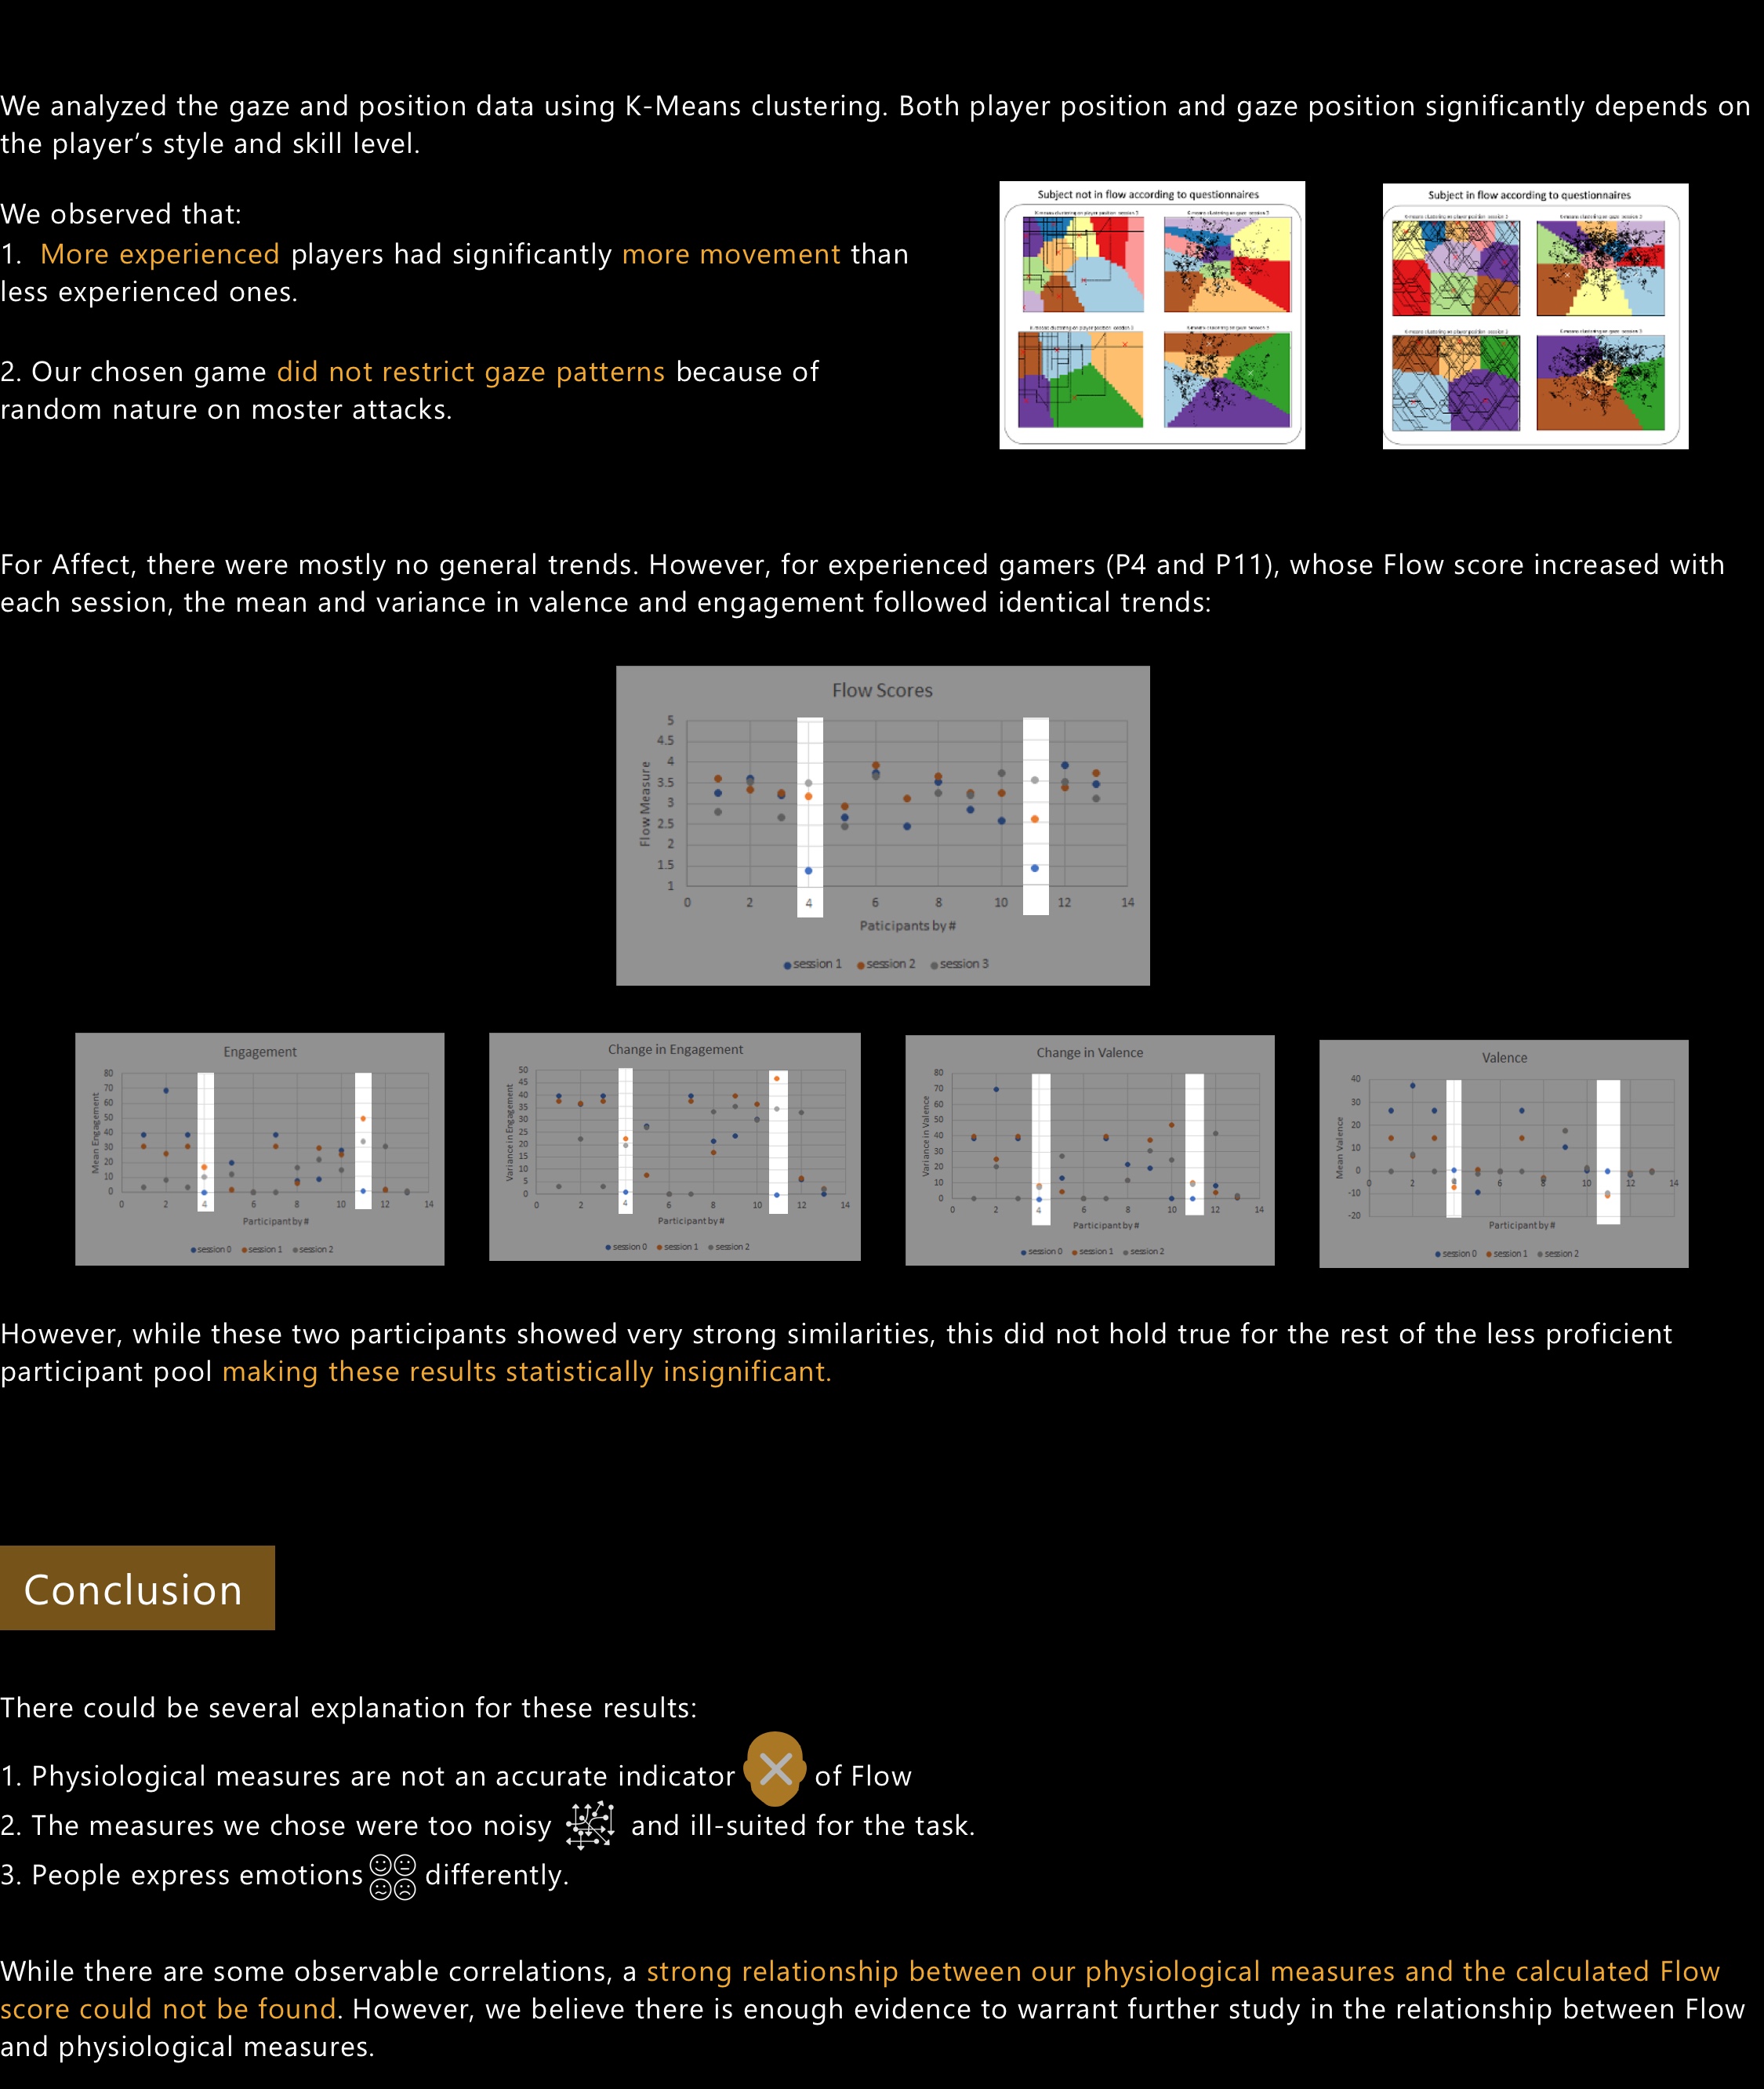 We analyzed the gaze and position data using K-Means clustering. Both player position and gaze position significantly depends on
the player's style and skill level.
We observed that:
1. More experienced players had significantly more movement than
less experienced ones.
2. Our chosen game did not restrict gaze patterns because of
random nature on moster attacks.
Subject not in flow according to questionnaires
Subject in flow according to questionnaires
For Affect, there were mostly no general trends. However, for experienced gamers (P4 and P11), whose Flow score increased with
each session, the mean and variance in valence and engagement followed identical trends:
Flow Scores
Flow Measure
5
4.5
4
3.5
3
2.5
2
1.5
1
0 2 4 6 8 10 12 14
Paticipants by #
session 1 session 2 session 3
Engagement
Mean Engagement
80
70
60
50
40
30
20
10
0
0 2 4 6 8 10 12 14
Participant by #
session 0 session 1 session 2
Change in Engagement
Variance in Engagement
50
45
40
35
30
25
20
15
10
5
0
0 2 4 6 8 10 12 14
Participant by #
session 0 session 1 session 2
Change in Valence
Variance in Valence
80
70
60
50
40
30
20
10
0
0 2 4 6 8 10 12 14
Participant by #
session 0 session 1 session 2
Valence
Mean Valence
40
30
20
10
0
-10
-20
0 2 6 8 10 12 14
Participant by #
session 0 session 1 session 2
However, while these two participants showed very strong similarities, this did not hold true for the rest of the less proficient
participant pool making these results statistically insignificant.
Conclusion
There could be several explanation for these results:
1. Physiological measures are not an accurate indicator of Flow
2. The measures we chose were too noisy and ill-suited for the task.
3. People express emotions differently.
While there are some observable correlations, a strong relationship between our physiological measures and the calculated Flow
score could not be found. However, we believe there is enough evidence to warrant further study in the relationship between Flow
and physiological measures.